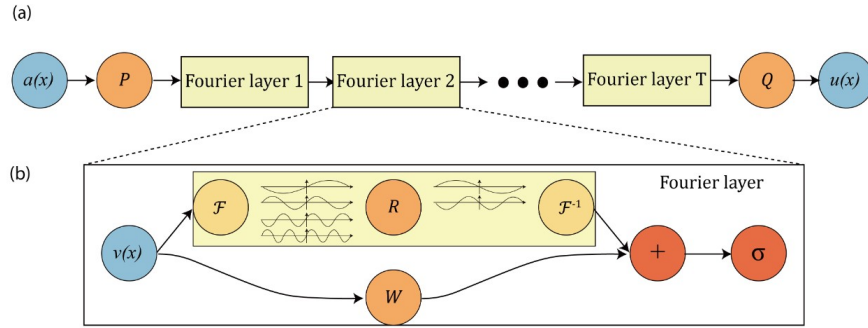 (a)
a(x) P Fourier layer 1 Fourier layer 2 Fourier layer T Q u(x)
(b)
Fourier layer
ℱ R ℱ⁻¹
v(x) + σ
W